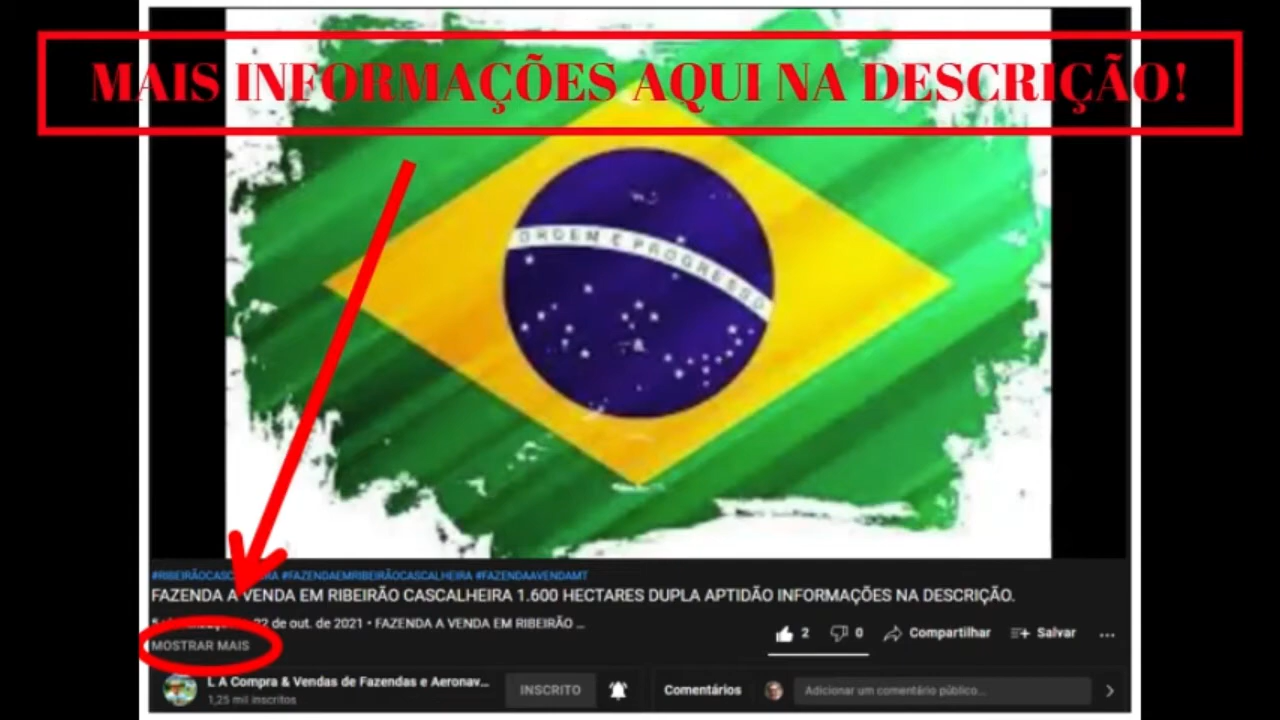 MAIS INFORMAÇÕES AQUI NA DESCRIÇÃO!
ORDEM E PROGRESSO
#FAZENDAEMRIBEIRÃOCASCALHEIRA #FAZENDAAVENDAMT
FAZENDA A VENDA EM RIBEIRÃO CASCALHEIRA 1.600 HECTARES DUPLA APTIDÃO INFORMAÇÕES NA DESCRIÇÃO.
22 de out. de 2021 • FAZENDA A VENDA EM RIBEIRÃO ...
MOSTRAR MAIS
2 0 Compartilhar Salvar ...
L A Compra & Vendas de Fazendas e Aeronav...
1,25 mil inscritos
INSCRITO
Comentários
Adicionar um comentário público...